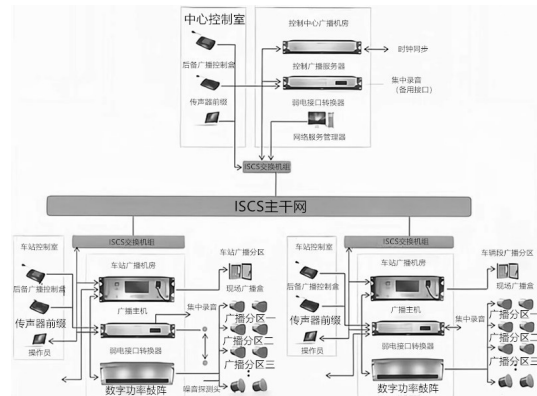 中心控制室
控制中心广播机房
后备广播控制盒
传声器前缀
控制广播服务器
时钟同步
弱电接口转换器
集中录音
(备用接口)
网络服务管理器
ISCS交换机组
ISCS主干网
ISCS交换机组
车站控制室
车站广播机房
车站广播分区
后备广播控制盒
传声器前缀
操作员
广播主机
现场广播盒
集中录音
广播分区一
广播分区二
广播分区三
弱电接口转换器
数字功率鼓阵
噪音探测头
ISCS交换机组
车站控制室
车站广播机房
车辆段广播分区
后备广播控制盒
传声器前缀
操作员
广播主机
现场广播盒
集中录音
广播分区一
广播分区二
广播分区三
弱电接口转换器
数字功率鼓阵